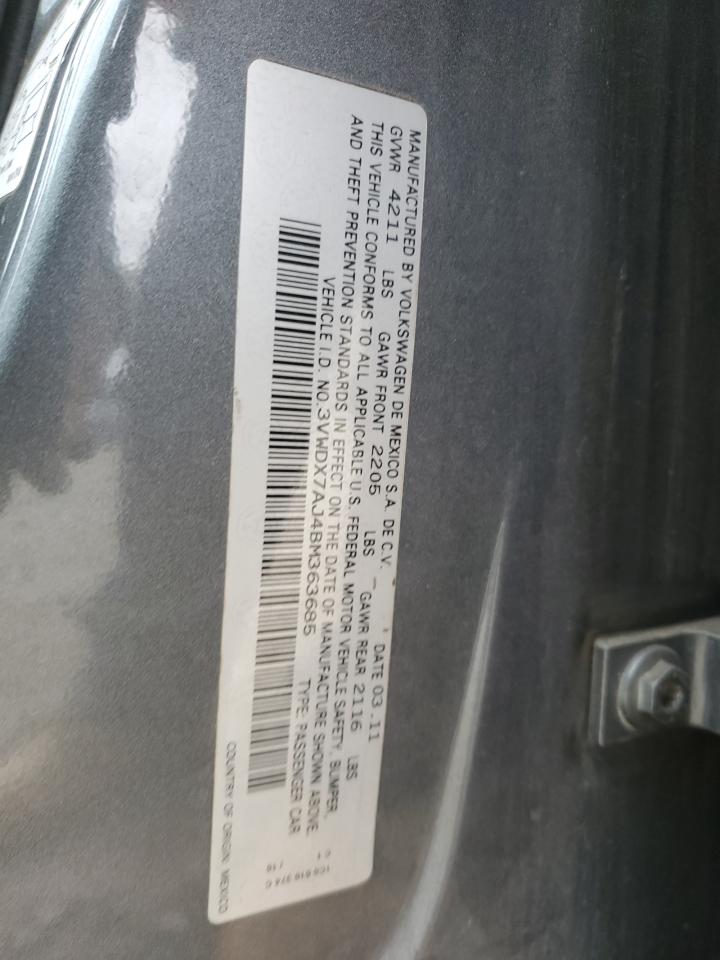 MANUFACTURED BY VOLKSWAGEN DE MEXICO S.A. DE C.V. DATE 03.11
GVWR 4211 LBS GAWR FRONT 2205 LBS - GAWR REAR 2116 LBS
THIS VEHICLE CONFORMS TO ALL APPLICABLE U.S. FEDERAL MOTOR VEHICLE SAFETY, BUMPER,
AND THEFT PREVENTION STANDARDS IN EFFECT ON THE DATE OF MANUFACTURE SHOWN ABOVE.
VEHICLE I.D. NO.3VWDX7AJ4BM363685 TYPE: PASSENGER CAR
COUNTRY OF ORIGIN: MEXICO